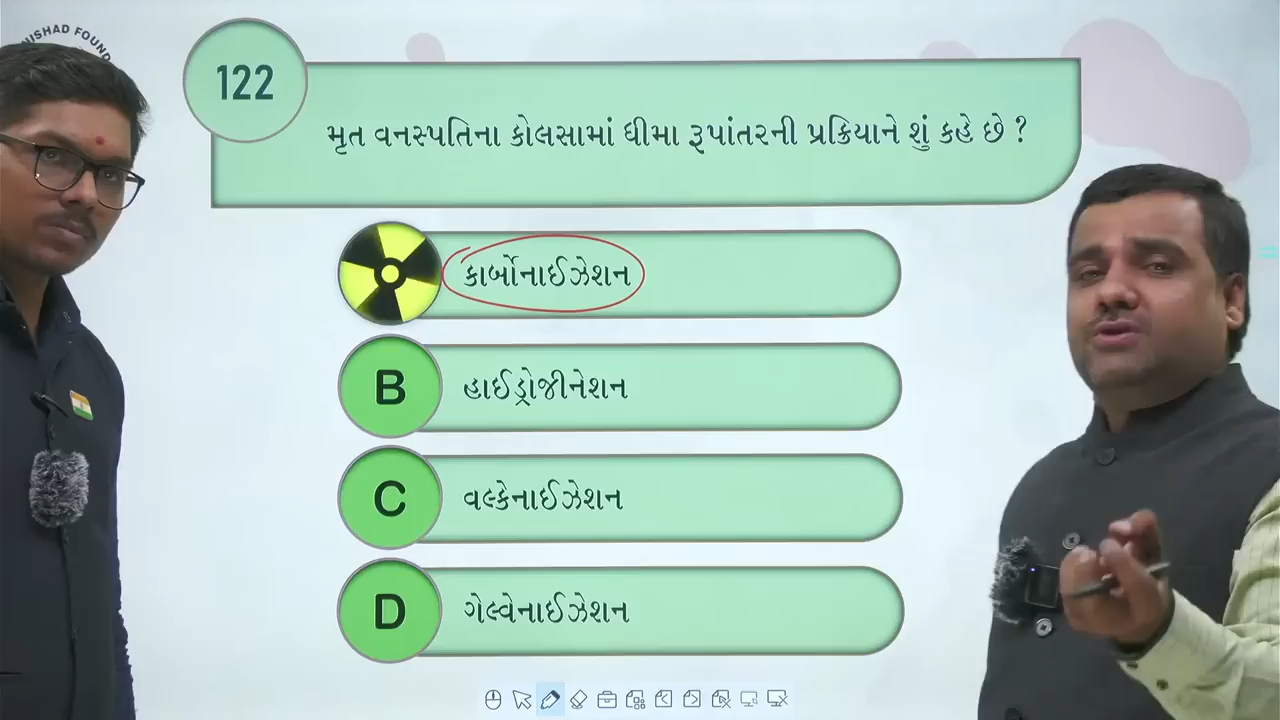 122
મૃત વનસ્પતિના કોલસામાં ધીમા રૂપાંતરની પ્રક્રિયાને શું કહે છે ?
કાર્બોનાઈઝેશન
B
હાઈડ્રોજીનેશન
C
વલ્કેનાઈઝેશન
D
ગેલ્વેનાઈઝેશન